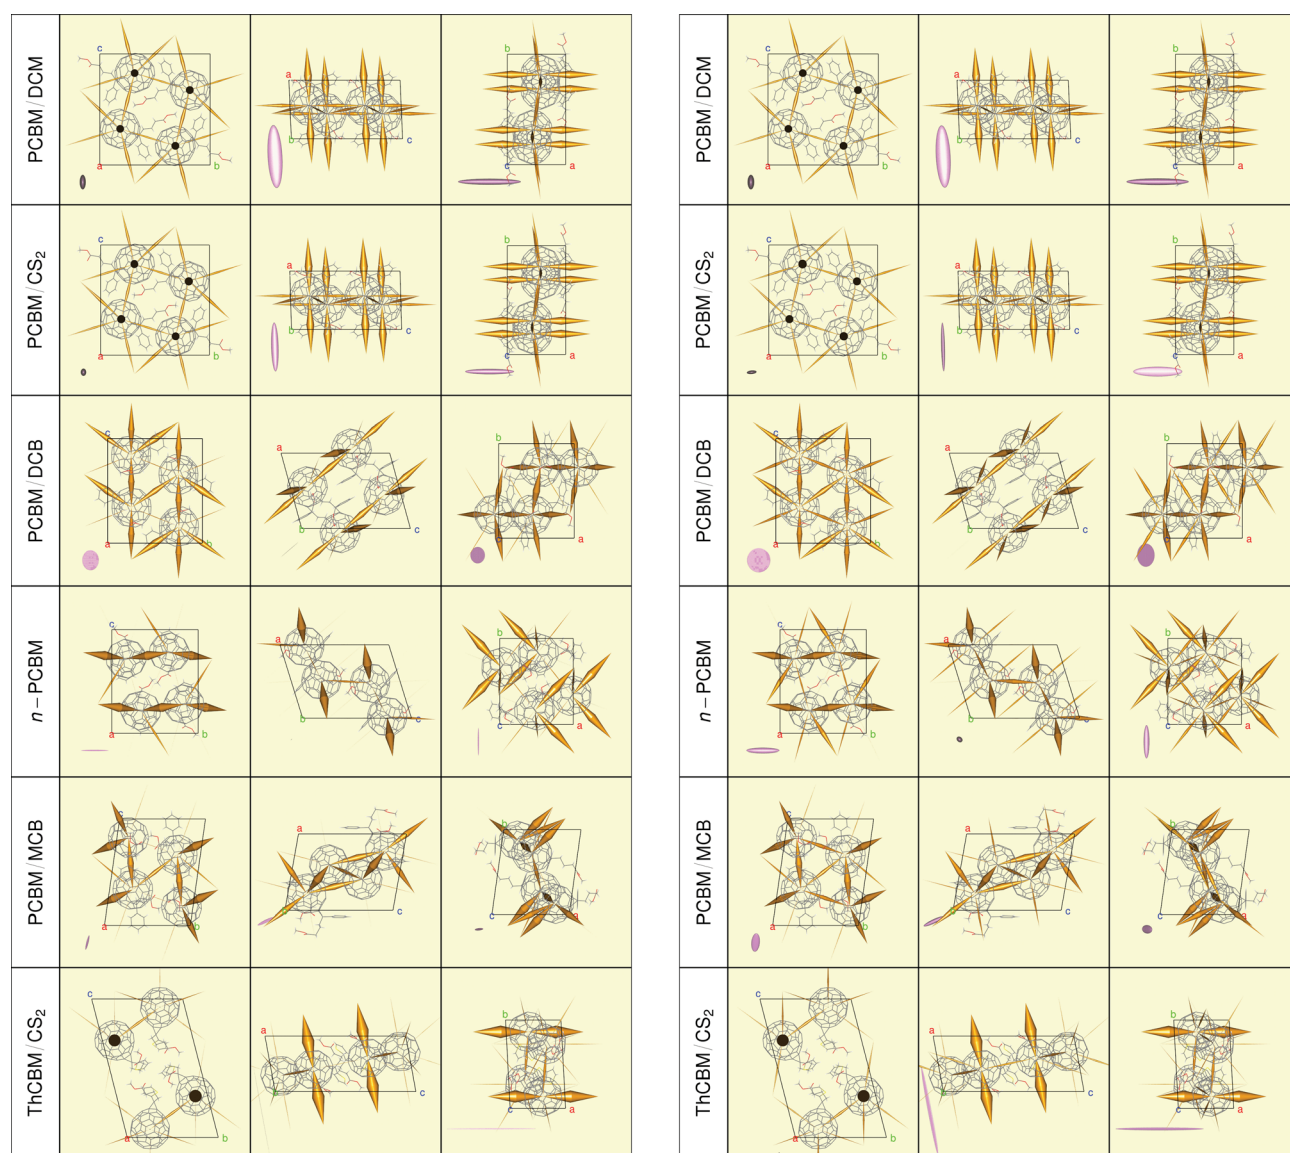 PCBM / DCM
c
a b
a
b c
b
c a
PCBM / DCM
c
a b
a
b c
b
c a
PCBM / CS₂
c
a b
a
b c
b
c a
PCBM / CS₂
c
a b
a
b c
b
c a
PCBM / DCB
c
a b
a
b c
b
c a
PCBM / DCB
c
a b
a
b c
b
c a
n – PCBM
c
a b
a
b c
b
c a
n – PCBM
c
a b
a
b c
b
c a
PCBM / MCB
c
a b
a
b c
b
c a
PCBM / MCB
c
a b
a
b c
b
c a
ThCBM / CS₂
c
a b
a
b c
b
c a
ThCBM / CS₂
c
a b
a
b c
b
c a